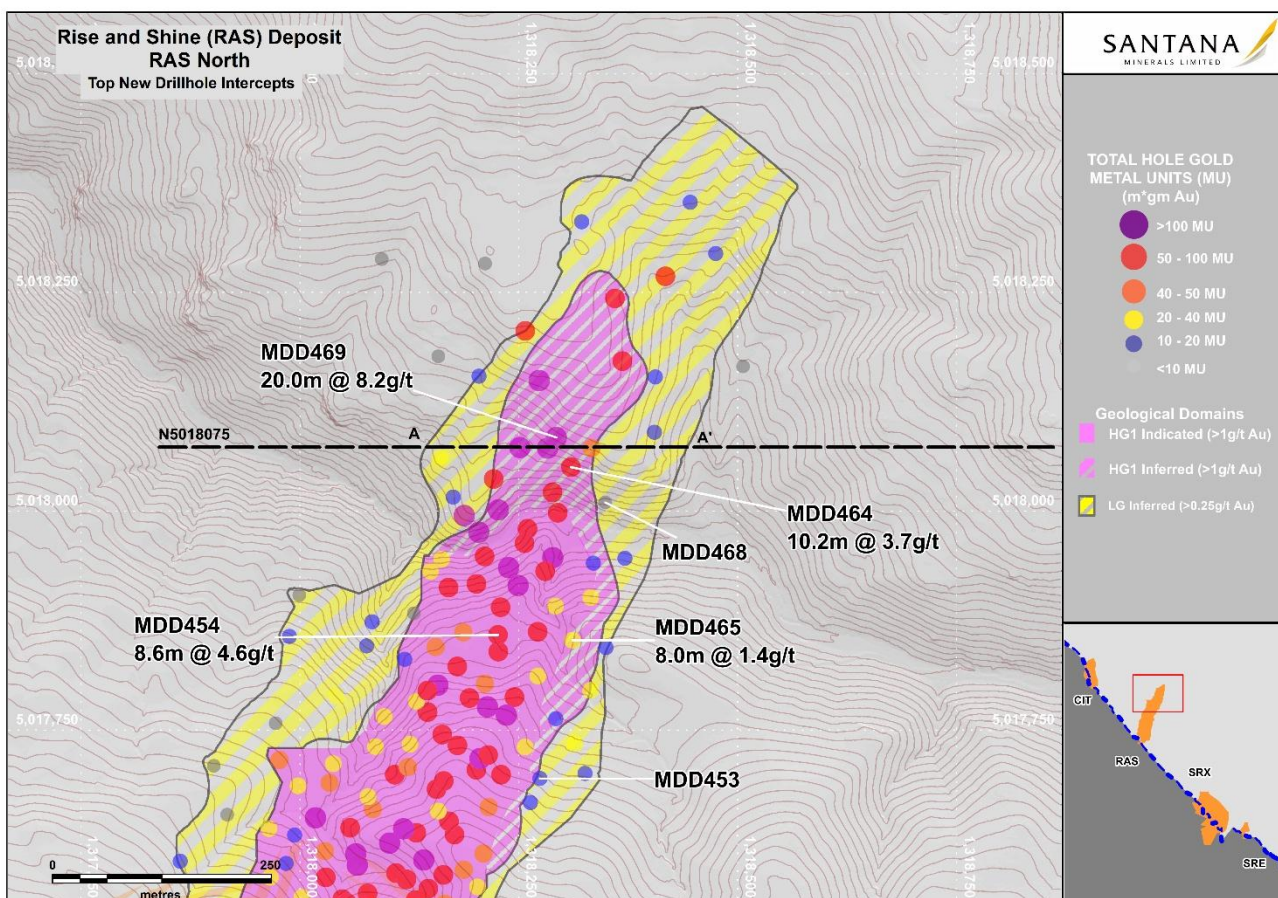 Rise and Shine (RAS) Deposit
RAS North
Top New Drillhole Intercepts
5,018,
1,318,250
1,318,500
1,318,750
5,018,500
5,018,250
5,018,250
MDD469
20.0m @ 8.2g/t
N5018075
A
A'
5,018,000
5,018,000
MDD464
10.2m @ 3.7g/t
MDD468
MDD454
8.6m @ 4.6g/t
MDD465
8.0m @ 1.4g/t
5,017,750
5,017,750
MDD453
0
250
metres
1,317,750
1,318,000
1,318,250
1,318,500
1,318,750
SANTANA
MINERALS LIMITED
TOTAL HOLE GOLD
METAL UNITS (MU)
(m*gm Au)
>100 MU
50 - 100 MU
40 - 50 MU
20 - 40 MU
10 - 20 MU
<10 MU
Geological Domains
HG1 Indicated (>1g/t Au)
HG1 Inferred (>1g/t Au)
LG Inferred (>0.25g/t Au)
CIT
RAS
SRX
SRE